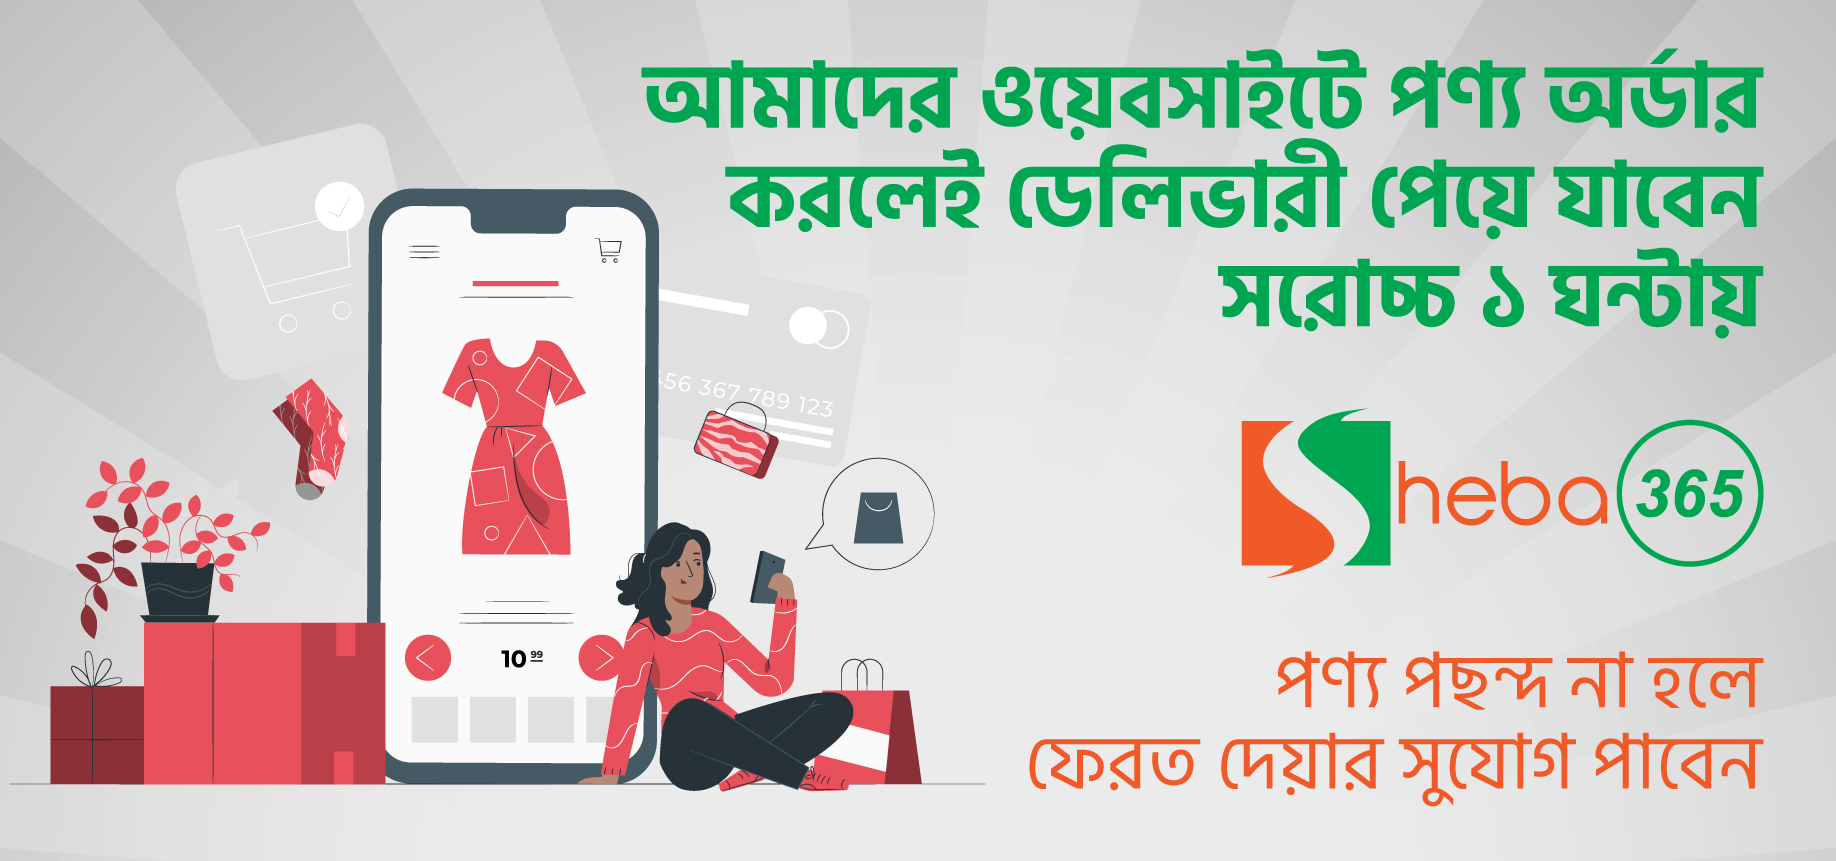 আমাদের ওয়েবসাইটে পণ্য অর্ডার
করলেই ডেলিভারী পেয়ে যাবেন
সরোচ্চ ১ ঘন্টায়
456 367 789 123
Sheba 365
10 99
পণ্য পছন্দ না হলে
ফেরত দেয়ার সুযোগ পাবেন